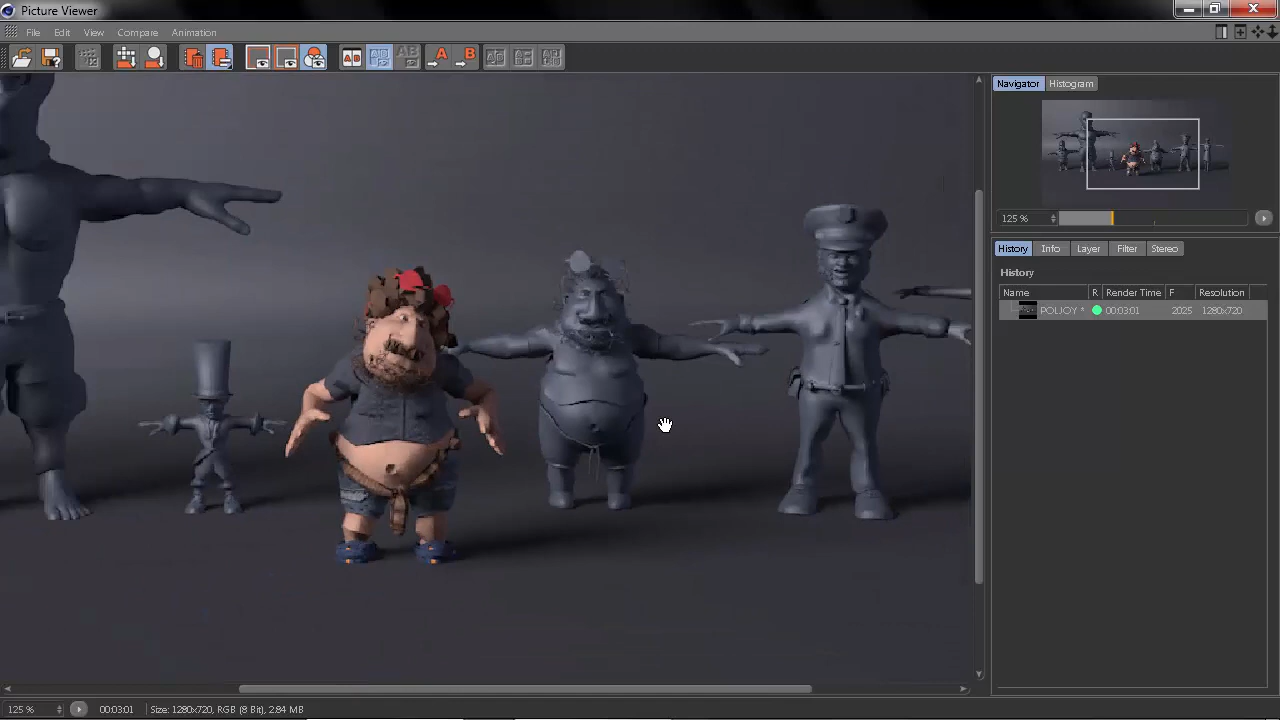 Picture Viewer
File Edit View Compare Animation
Navigator Histogram
125 %
History Info Layer Filter Stereo
History
Name R Render Time F Resolution
POLIJOY * 00:03:01 2025 1280x720
125 % 00:03:01 Size: 1280x720, RGB (8 Bit), 2.84 MB